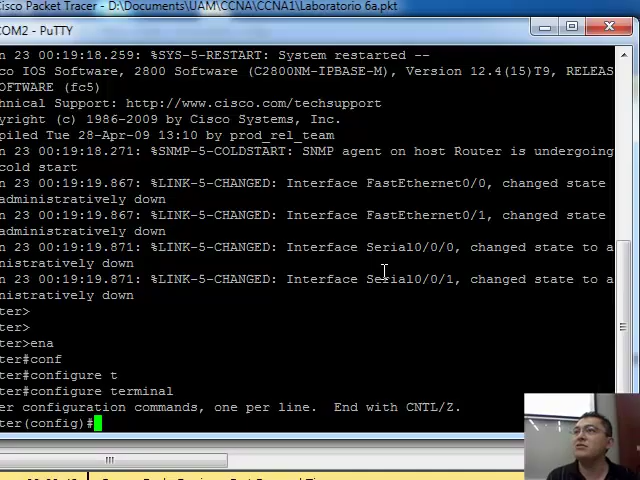 Cisco Packet Tracer - D:\Documents\UAM\CCNA\CCNA1\Laboratorio 6a.pkt
COM2 - PuTTY
n 23 00:19:18.259: %SYS-5-RESTART: System restarted --
co IOS Software, 2800 Software (C2800NM-IPBASE-M), Version 12.4(15)T9, RELEAS
OFTWARE (fc5)
hnical Support: http://www.cisco.com/techsupport
yright (c) 1986-2009 by Cisco Systems, Inc.
piled Tue 28-Apr-09 13:10 by prod_rel_team
n 23 00:19:18.271: %SNMP-5-COLDSTART: SNMP agent on host Router is undergoing
cold start
n 23 00:19:19.867: %LINK-5-CHANGED: Interface FastEthernet0/0, changed state
administratively down
n 23 00:19:19.867: %LINK-5-CHANGED: Interface FastEthernet0/1, changed state
administratively down
n 23 00:19:19.871: %LINK-5-CHANGED: Interface Serial0/0/0, changed state to a
nistratively down
n 23 00:19:19.871: %LINK-5-CHANGED: Interface Serial0/0/1, changed state to a
nistratively down
ter>
ter>
ter>ena
ter#conf
ter#configure t
ter#configure terminal
er configuration commands, one per line.  End with CNTL/Z.
ter(config)#